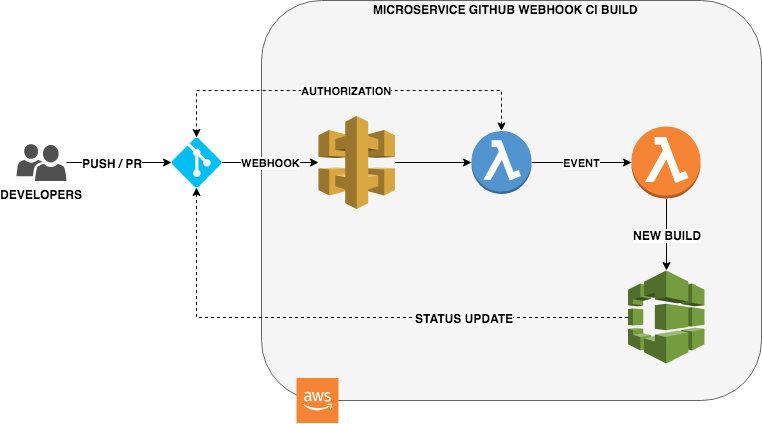 MICROSERVICE GITHUB WEBHOOK CI BUILD
AUTHORIZATION
PUSH / PR
WEBHOOK
EVENT
DEVELOPERS
NEW BUILD
STATUS UPDATE
aws